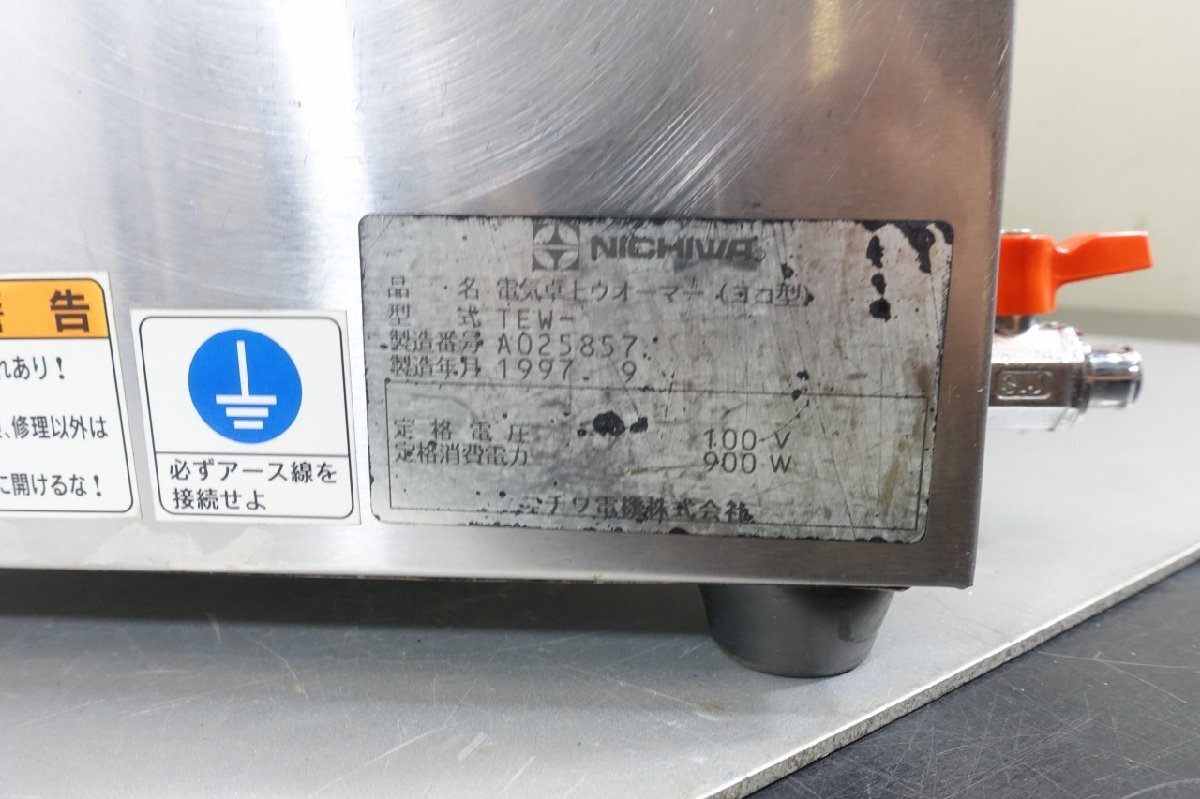 告
れあり!
、修理以外は
に開けるな!
必ずアース線を
接続せよ
NICHIWA
品名 電気卓上ウオーマー(ヨコ型)
型式 TEW-
製造番号 A025857
製造年月 1997. 9
定格電圧 100 V
定格消費電力 900 W
ニチワ電機株式会社